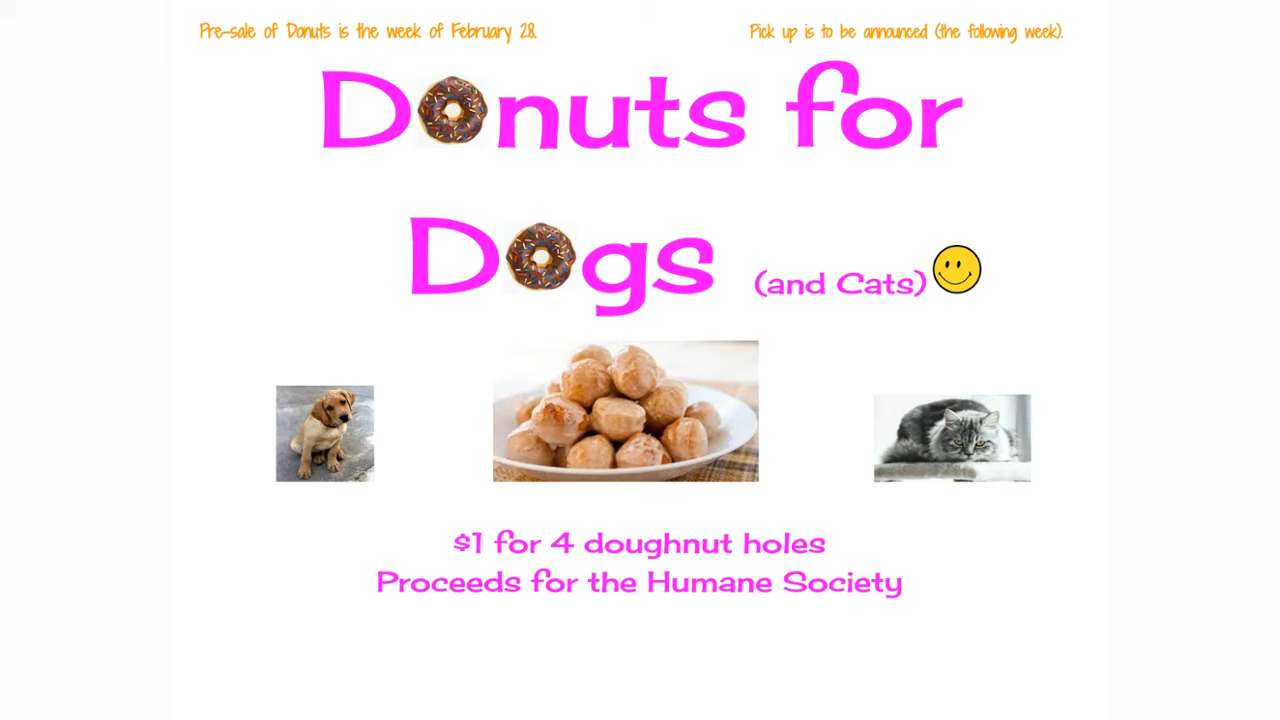 Pre-sale of Donuts is the week of February 28.
Pick up is to be announced (the following week).
Donuts for
Dogs (and Cats)
$1 for 4 doughnut holes
Proceeds for the Humane Society